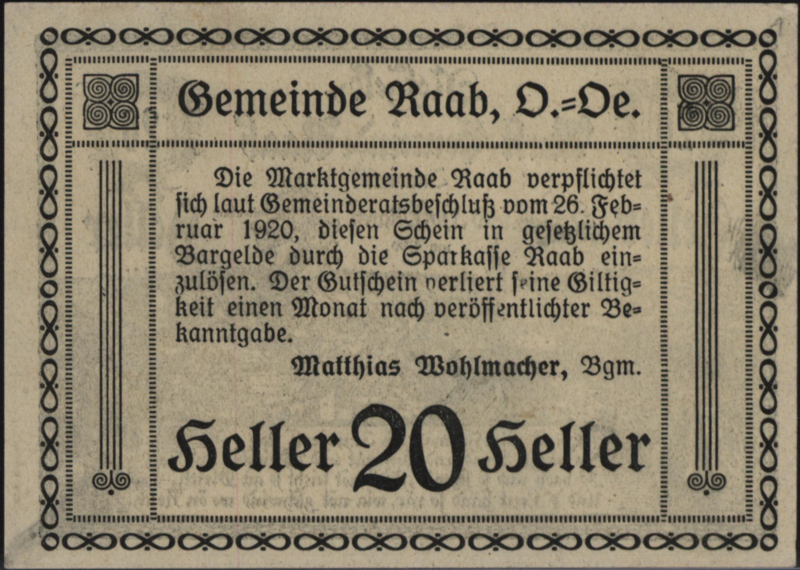 Gemeinde Raab, O.=Oe.
Die Marktgemeinde Raab verpflichtet
sich laut Gemeinderatsbeschluß vom 26. Feb=
ruar 1920, diesen Schein in gesetzlichem
Bargelde durch die Sparkasse Raab ein=
zulösen. Der Gutschein verliert seine Giltig=
keit einen Monat nach veröffentlichter Be=
kanntgabe.
Matthias Wohlmacher, Bgm.
Heller 20 Heller